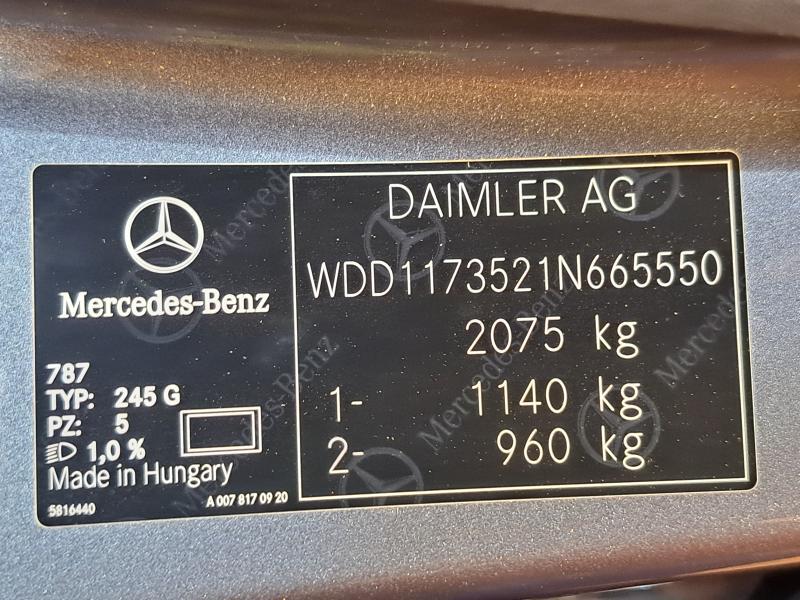 Mercedes-Benz
787
TYP: 245 G
PZ: 5
1,0 %
Made in Hungary
5816440
A 007 817 09 20
DAIMLER AG
WDD1173521N665550
2075 kg
1- 1140 kg
2- 960 kg